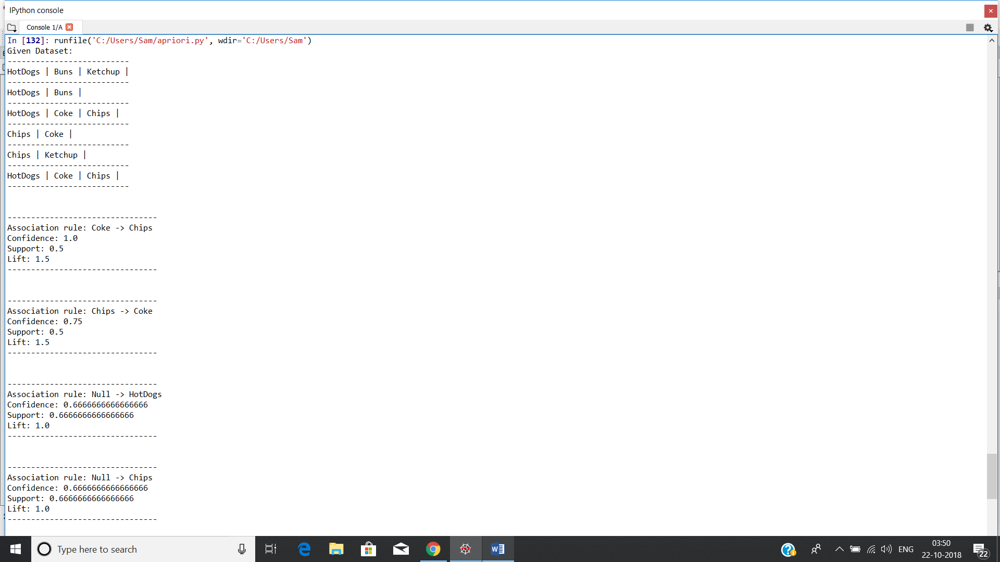 IPython console
Console 1/A
In [132]: runfile('C:/Users/Sam/apriori.py', wdir='C:/Users/Sam')
Given Dataset:
--------------------------
HotDogs | Buns | Ketchup |
--------------------------
HotDogs | Buns |
--------------------------
HotDogs | Coke | Chips |
--------------------------
Chips | Coke |
--------------------------
Chips | Ketchup |
--------------------------
HotDogs | Coke | Chips |
--------------------------
--------------------------------
Association rule: Coke -> Chips
Confidence: 1.0
Support: 0.5
Lift: 1.5
--------------------------------
--------------------------------
Association rule: Chips -> Coke
Confidence: 0.75
Support: 0.5
Lift: 1.5
--------------------------------
--------------------------------
Association rule: Null -> HotDogs
Confidence: 0.6666666666666666
Support: 0.6666666666666666
Lift: 1.0
--------------------------------
--------------------------------
Association rule: Null -> Chips
Confidence: 0.6666666666666666
Support: 0.6666666666666666
Lift: 1.0
--------------------------------
Type here to search
ENG
03:50
22-10-2018
22